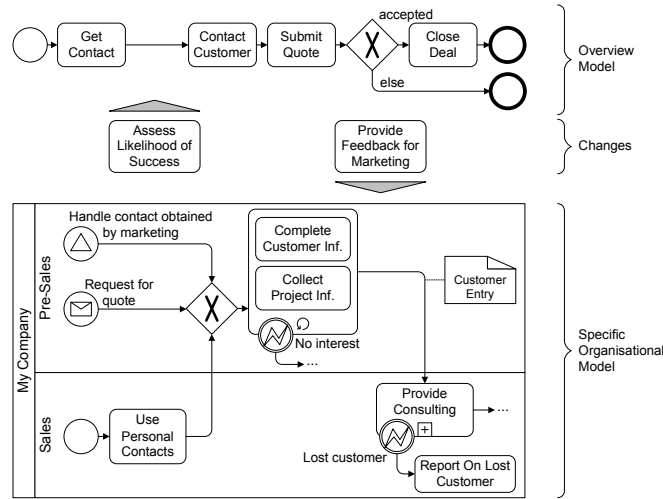 Get
Contact
Contact
Customer
Submit
Quote
X
accepted
Close
Deal
else
Overview
Model
Assess
Likelihood of
Success
Provide
Feedback for
Marketing
Changes
My Company
Pre-Sales
Handle contact obtained
by marketing
Request for
quote
X
Complete
Customer Inf.
Collect
Project Inf.
No interest
...
Customer
Entry
Specific
Organisational
Model
Sales
Use
Personal
Contacts
Provide
Consulting
+
...
Lost customer
Report On Lost
Customer